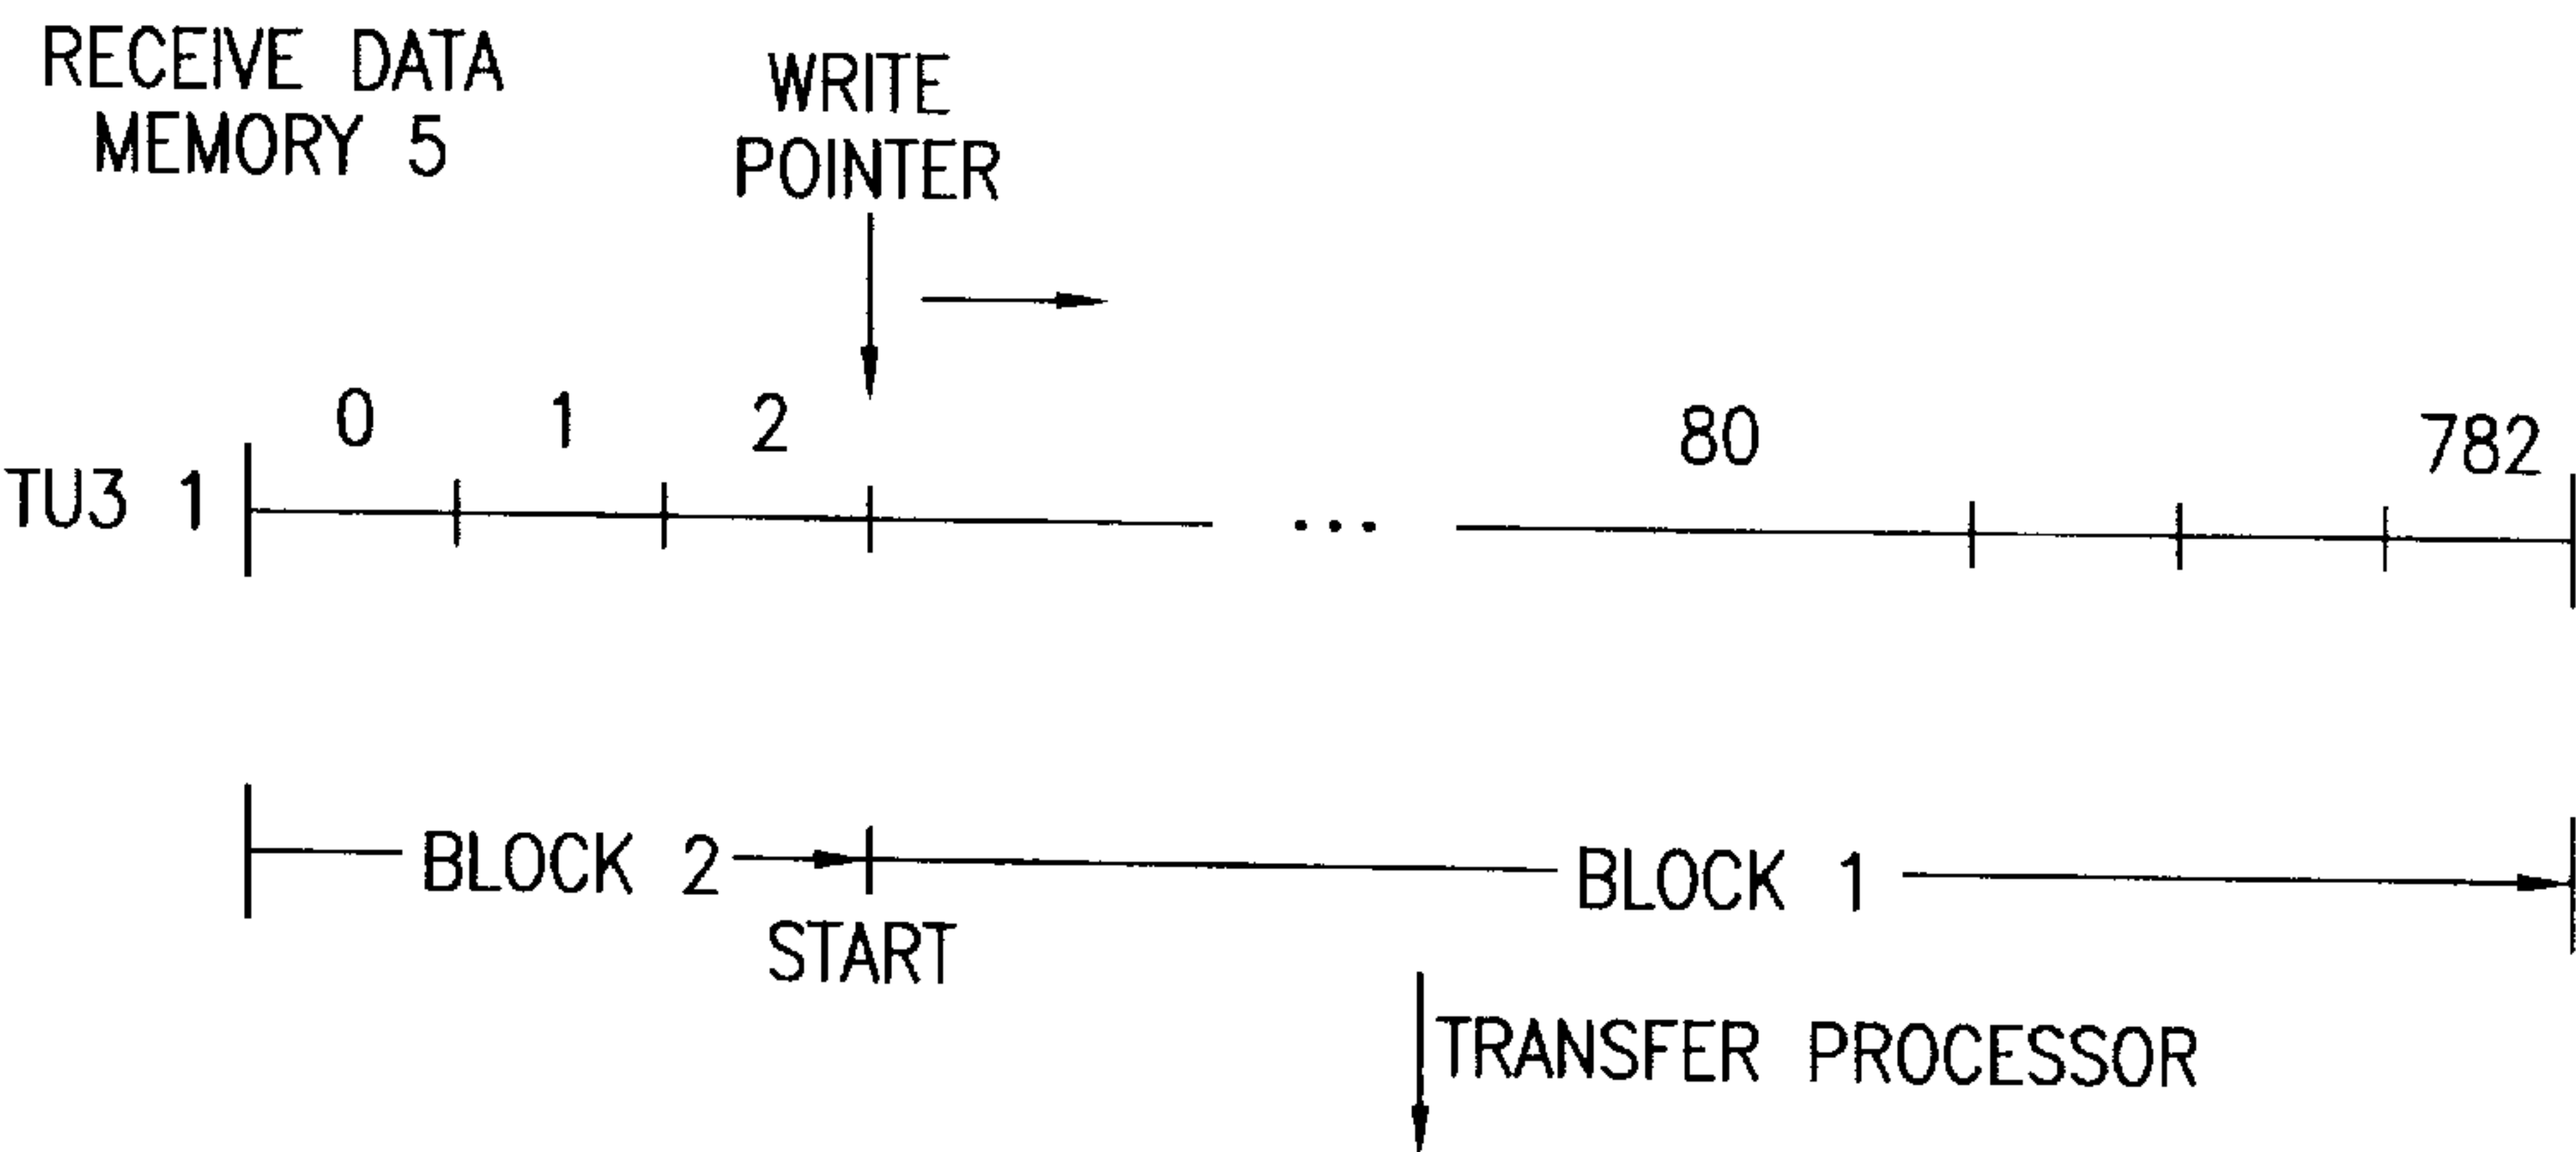 RECEIVE DATA
MEMORY 5
WRITE
POINTER
0 1 2 80 782
TU3 1
...
BLOCK 2 BLOCK 1
START
TRANSFER PROCESSOR